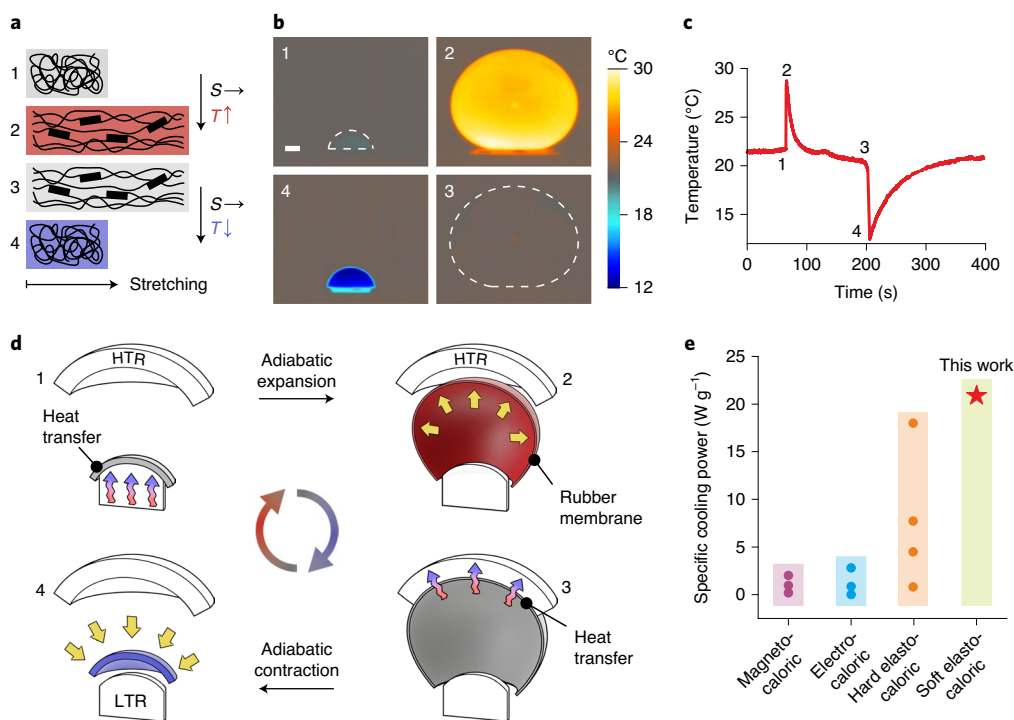 a
1
2
3
4
S→
T↑
S→
T↓
Stretching
b
1
2
4
3
°C
30
24
18
12
c
Temperature (°C)
30
25
20
15
1
2
3
4
0
100
200
300
400
Time (s)
d
1
HTR
Heat
transfer
Adiabatic
expansion
HTR
2
Rubber
membrane
4
LTR
Adiabatic
contraction
3
Heat
transfer
e
Specific cooling power (W g⁻¹)
25
20
15
10
5
0
This work
Magneto-
caloric
Electro-
caloric
Hard elasto-
caloric
Soft elasto-
caloric